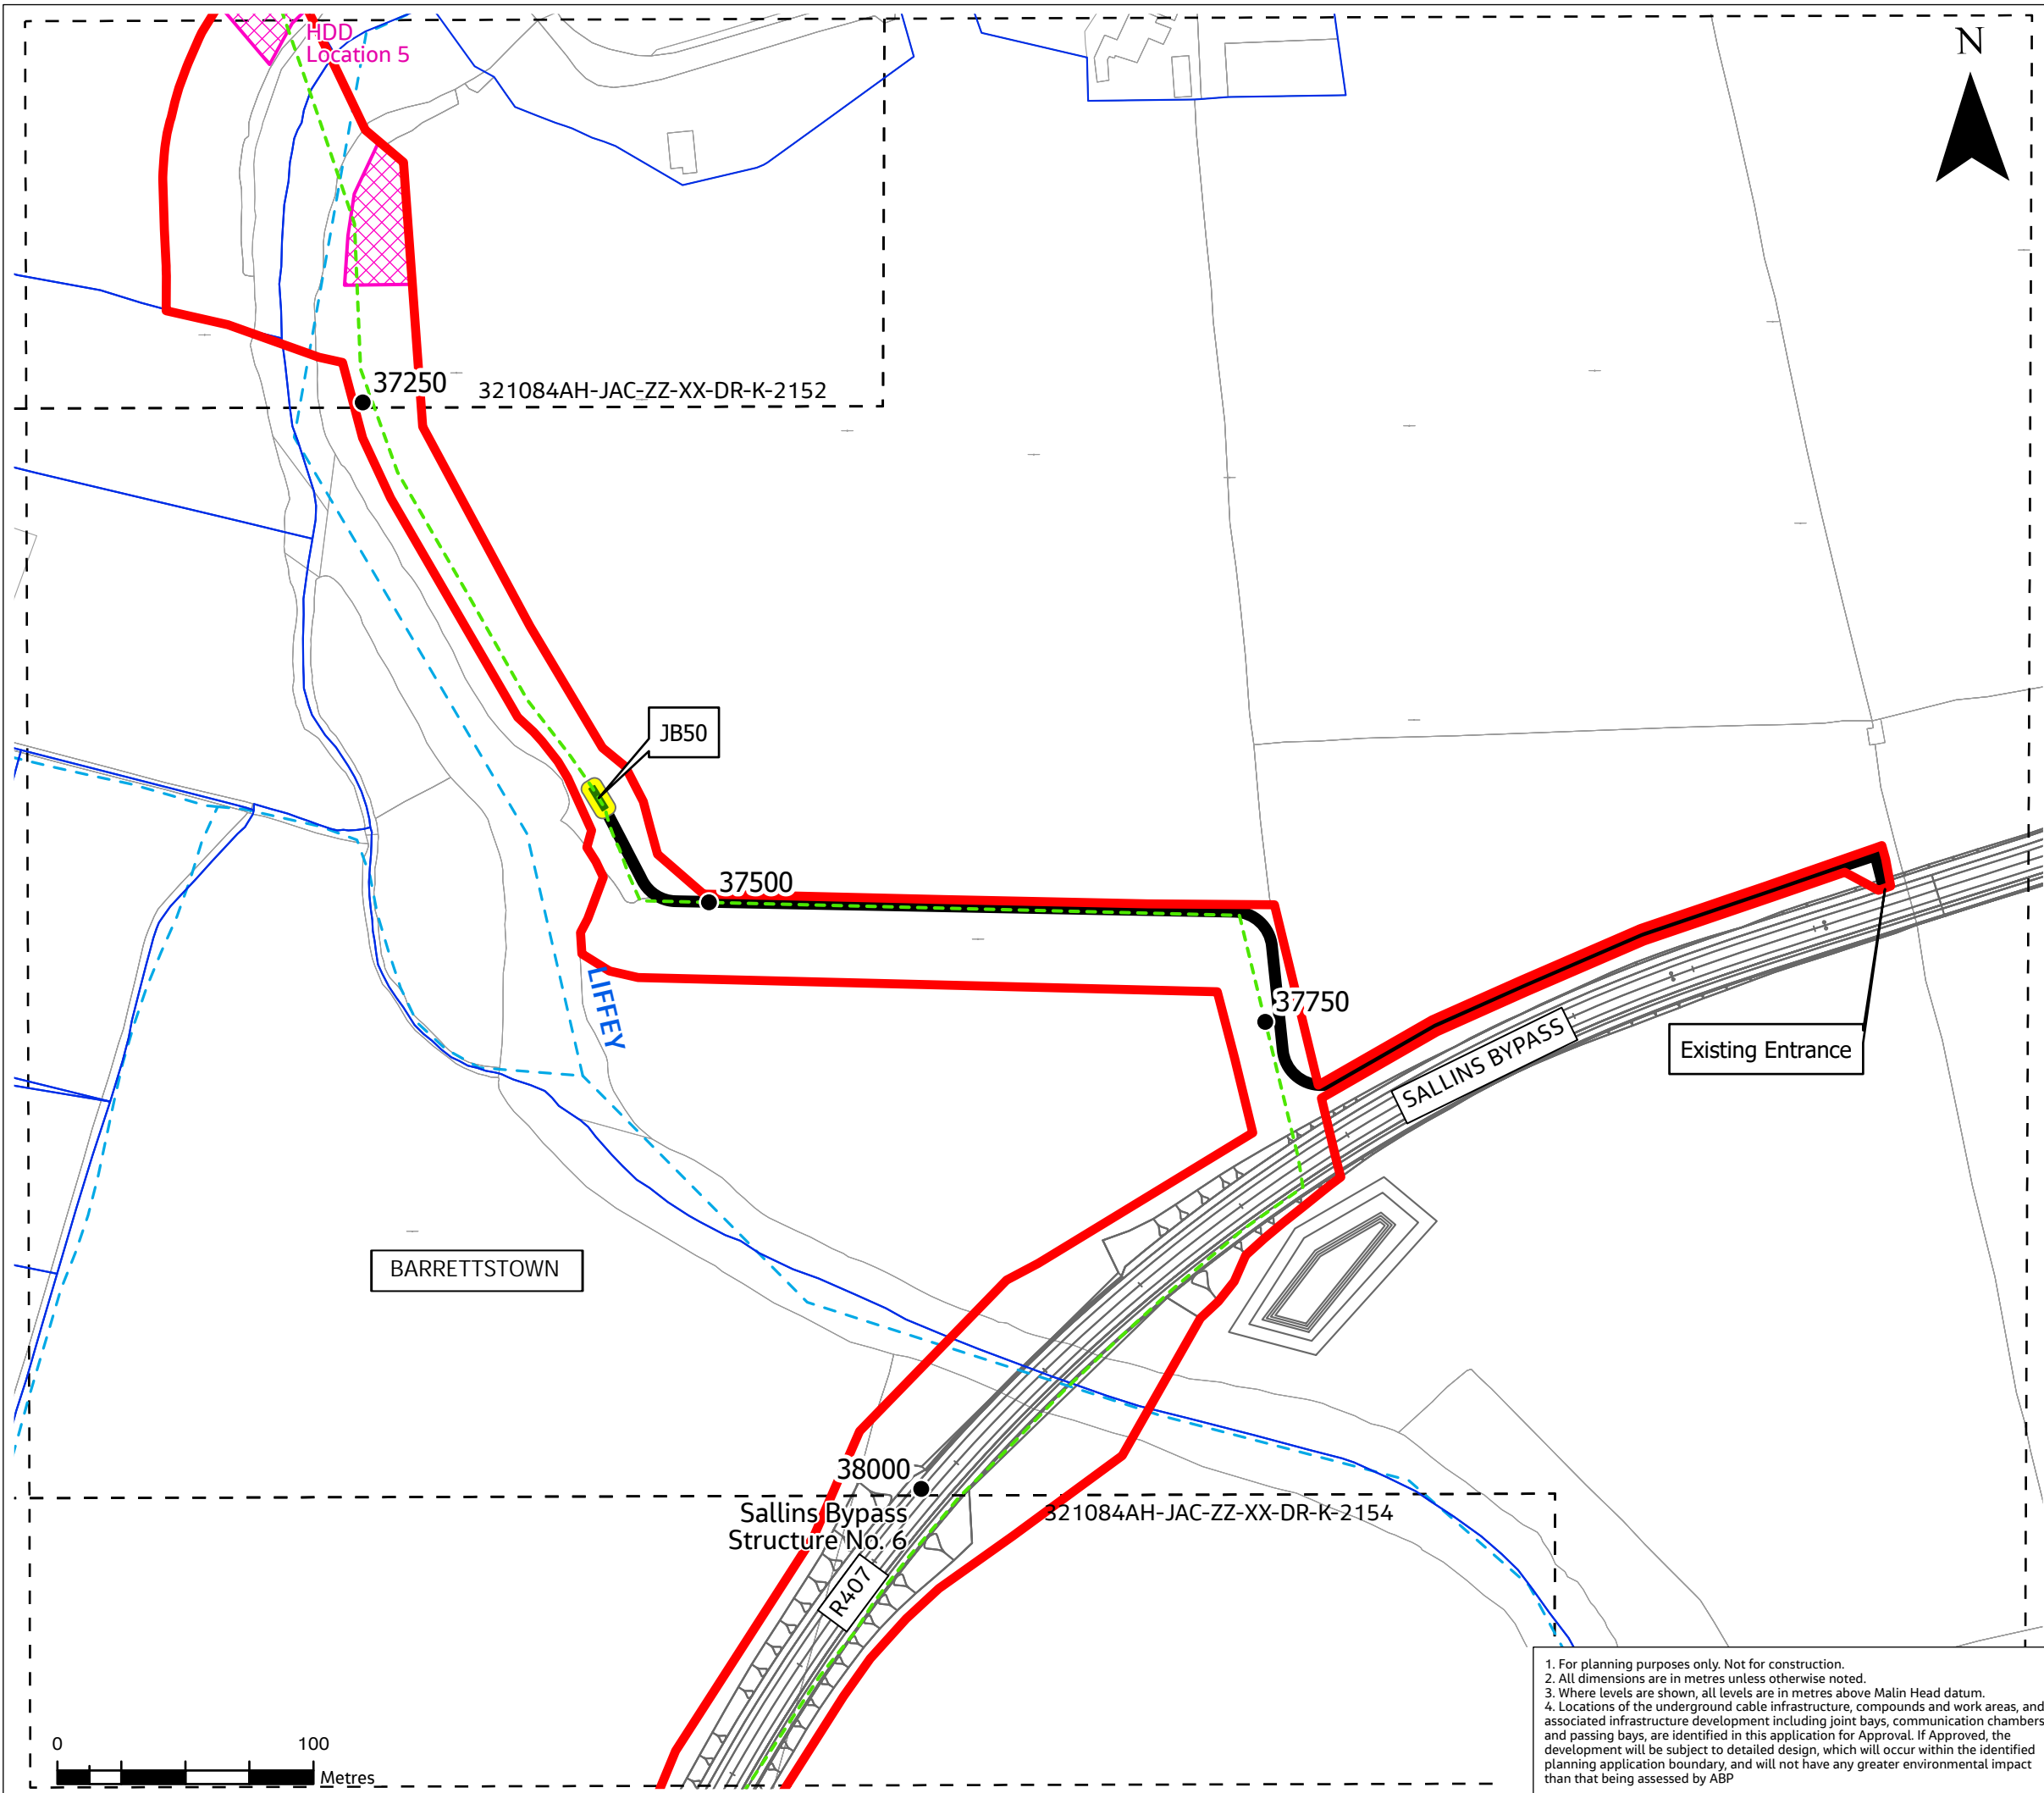 HDD
Location 5
N
37250
321084AH-JAC-ZZ-XX-DR-K-2152
JB50
37500
37750
LIFFEY
SALLINS BYPASS
Existing Entrance
BARRETTSTOWN
38000
Sallins Bypass
Structure No. 6
321084AH-JAC-ZZ-XX-DR-K-2154
R407
0 100
Metres
1. For planning purposes only. Not for construction.
2. All dimensions are in metres unless otherwise noted.
3. Where levels are shown, all levels are in metres above Malin Head datum.
4. Locations of the underground cable infrastructure, compounds and work areas, and
associated infrastructure development including joint bays, communication chambers
and passing bays, are identified in this application for Approval. If Approved, the
development will be subject to detailed design, which will occur within the identified
planning application boundary, and will not have any greater environmental impact
than that being assessed by ABP